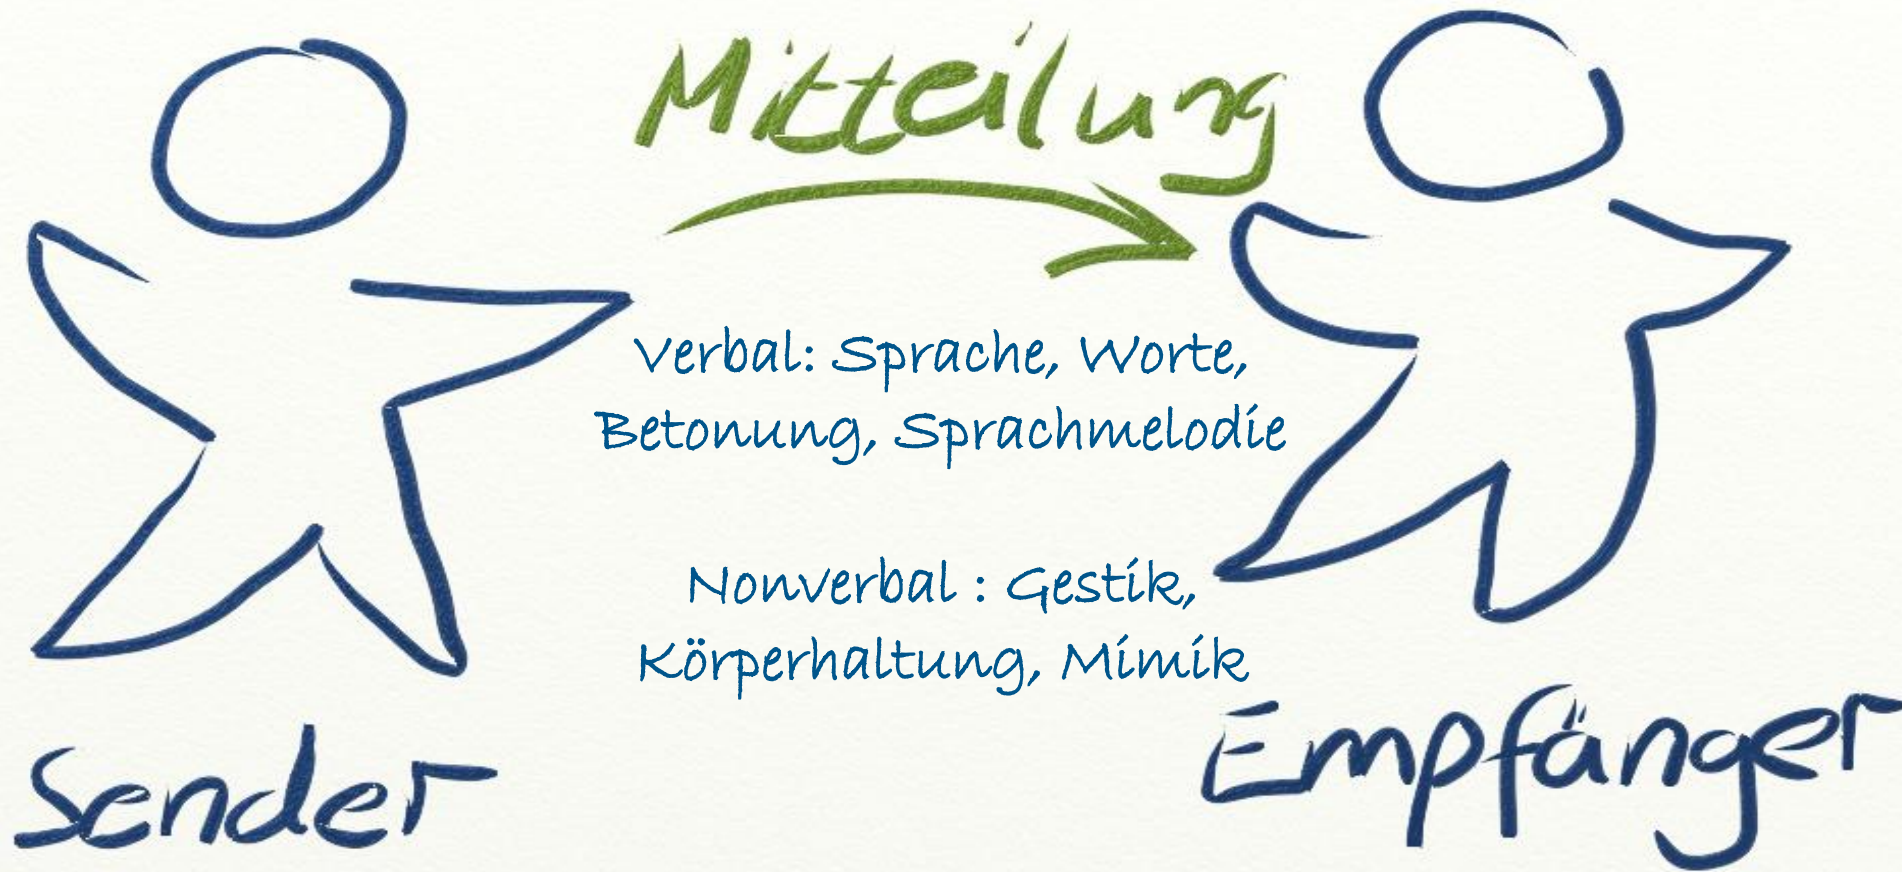 Mitteilung
Verbal: Sprache, Worte,
Betonung, Sprachmelodie
Nonverbal : Gestik,
Körperhaltung, Mimik
Sender
Empfänger